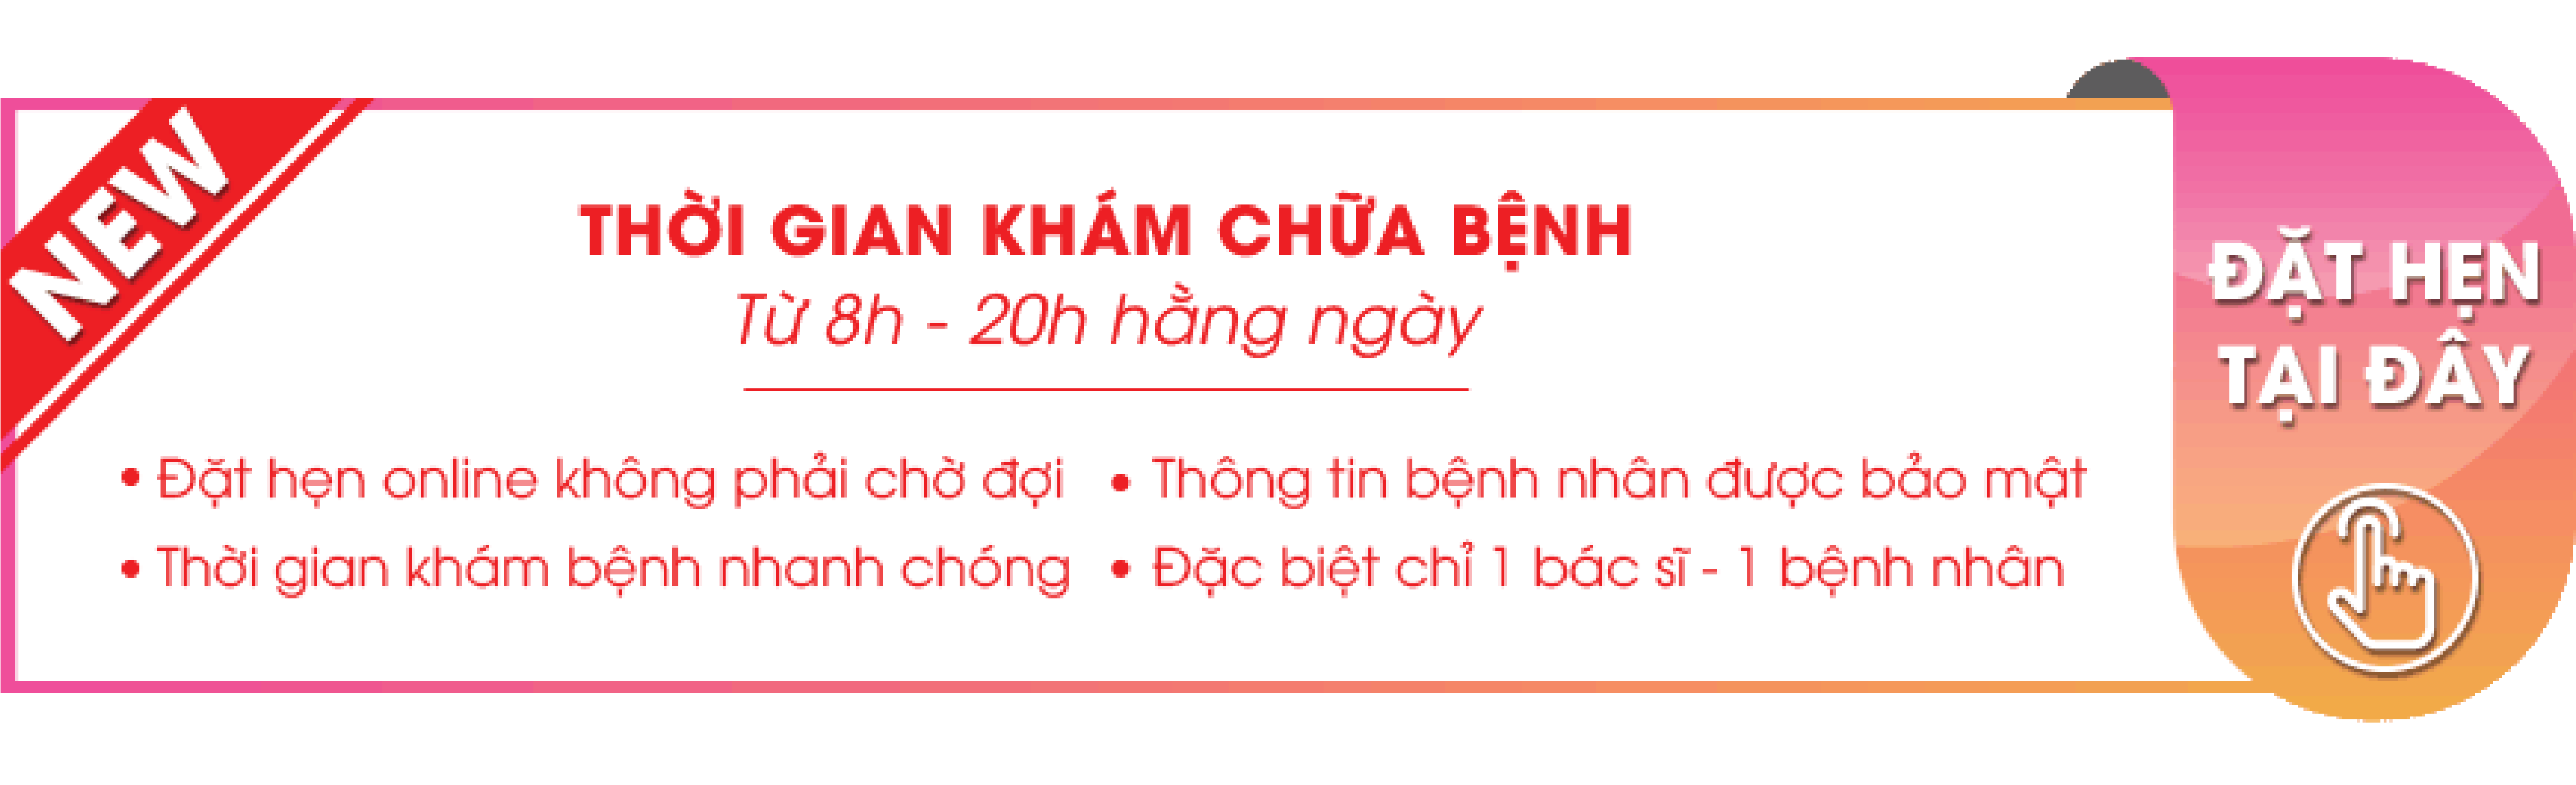 NEW
THỜI GIAN KHÁM CHỮA BỆNH
Từ 8h - 20h hằng ngày
• Đặt hẹn online không phải chờ đợi
• Thông tin bệnh nhân được bảo mật
• Thời gian khám bệnh nhanh chóng
• Đặc biệt chỉ 1 bác sĩ - 1 bệnh nhân
ĐẶT HẸN
TẠI ĐÂY